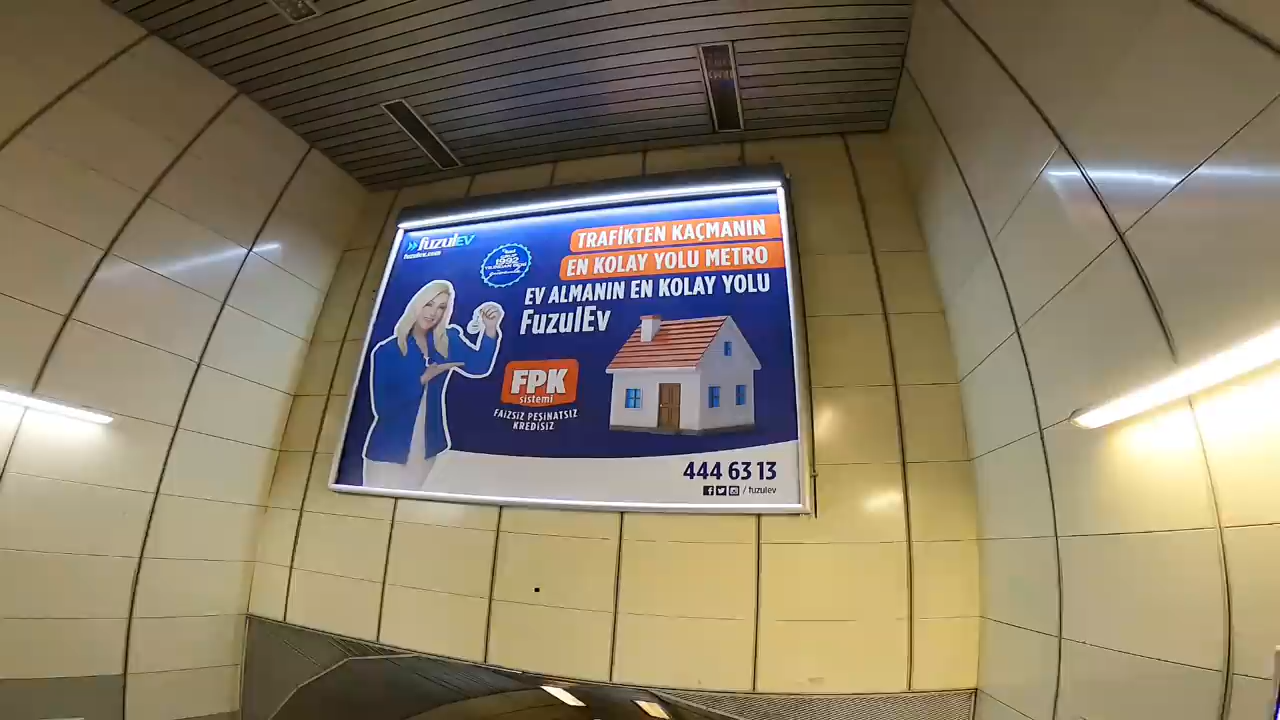 fuzulEV
fuzulev.com
1992
TRAFİKTEN KAÇMANIN
EN KOLAY YOLU METRO
EV ALMANIN EN KOLAY YOLU
FuzulEv
FPK
sistemi
FAİZSİZ PEŞİNATSIZ
KREDİSİZ
444 63 13
/ fuzulev